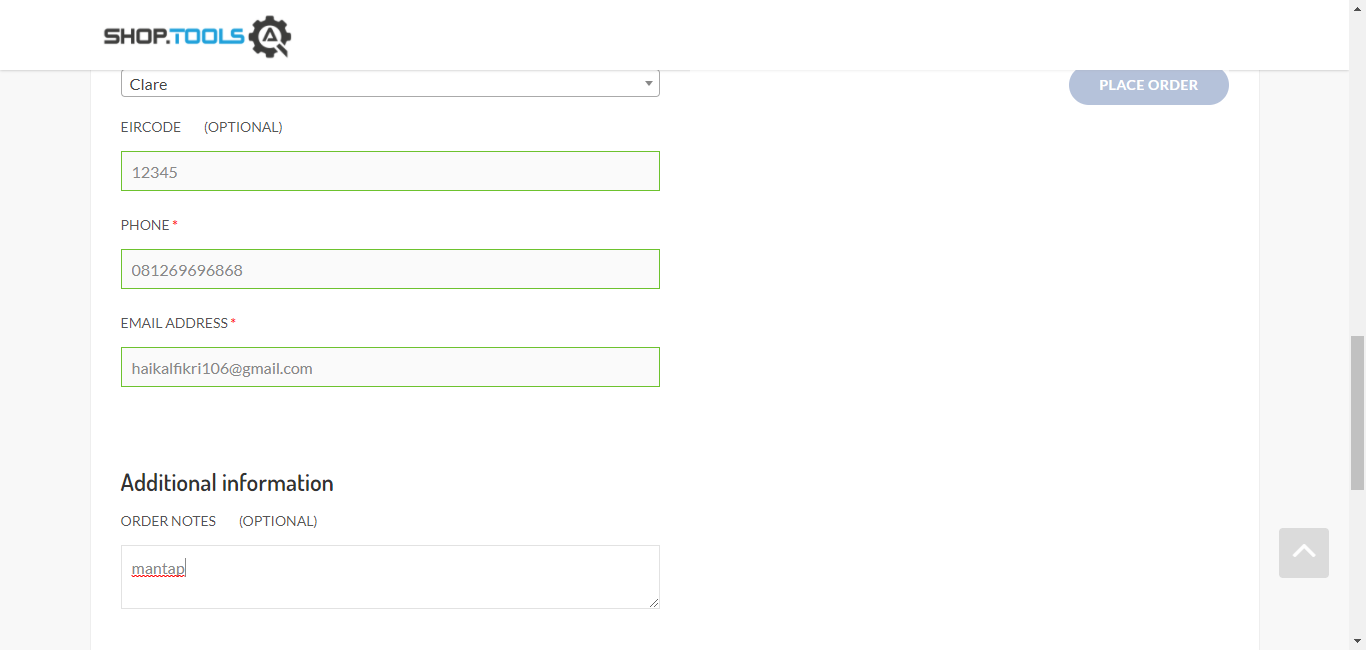 SHOP.TOOLS
Clare
PLACE ORDER
EIRCODE (OPTIONAL)
12345
PHONE *
081269696868
EMAIL ADDRESS *
haikalfikri106@gmail.com
Additional information
ORDER NOTES (OPTIONAL)
mantap